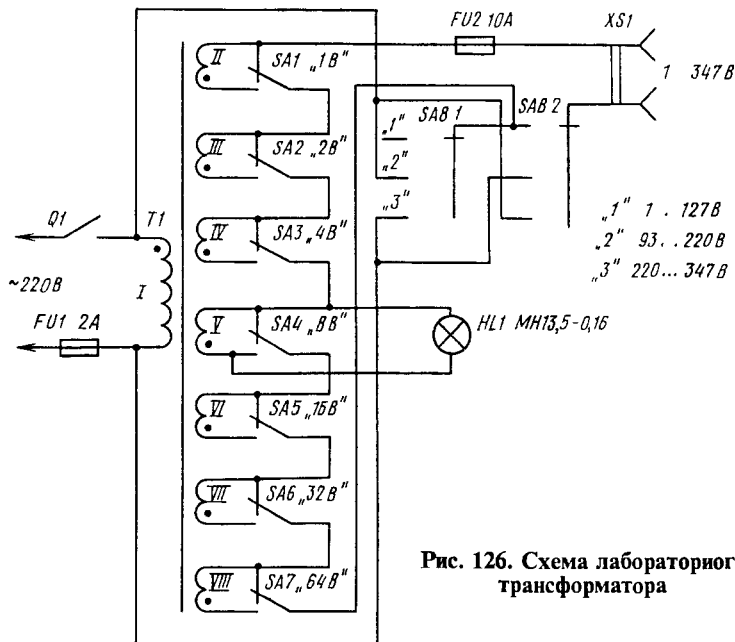 FU2 10А
XS1
II
SA1 „1В"
1 347В
SA8 1
SA8 2
„1"
III
SA2 „2В"
„2"
„3"
Q1
T1
IV
SA3 „4В"
„1" 1 . 127В
„2" 93 . . 220В
„3" 220 ... 347В
~220В
I
FU1 2А
V
SA4 „8В"
HL1 МН13,5-0,16
VI
SA5 „16В"
VII
SA6 „32В"
VIII
SA7 „64В"
Рис. 126. Схема лабораториог
трансформатора